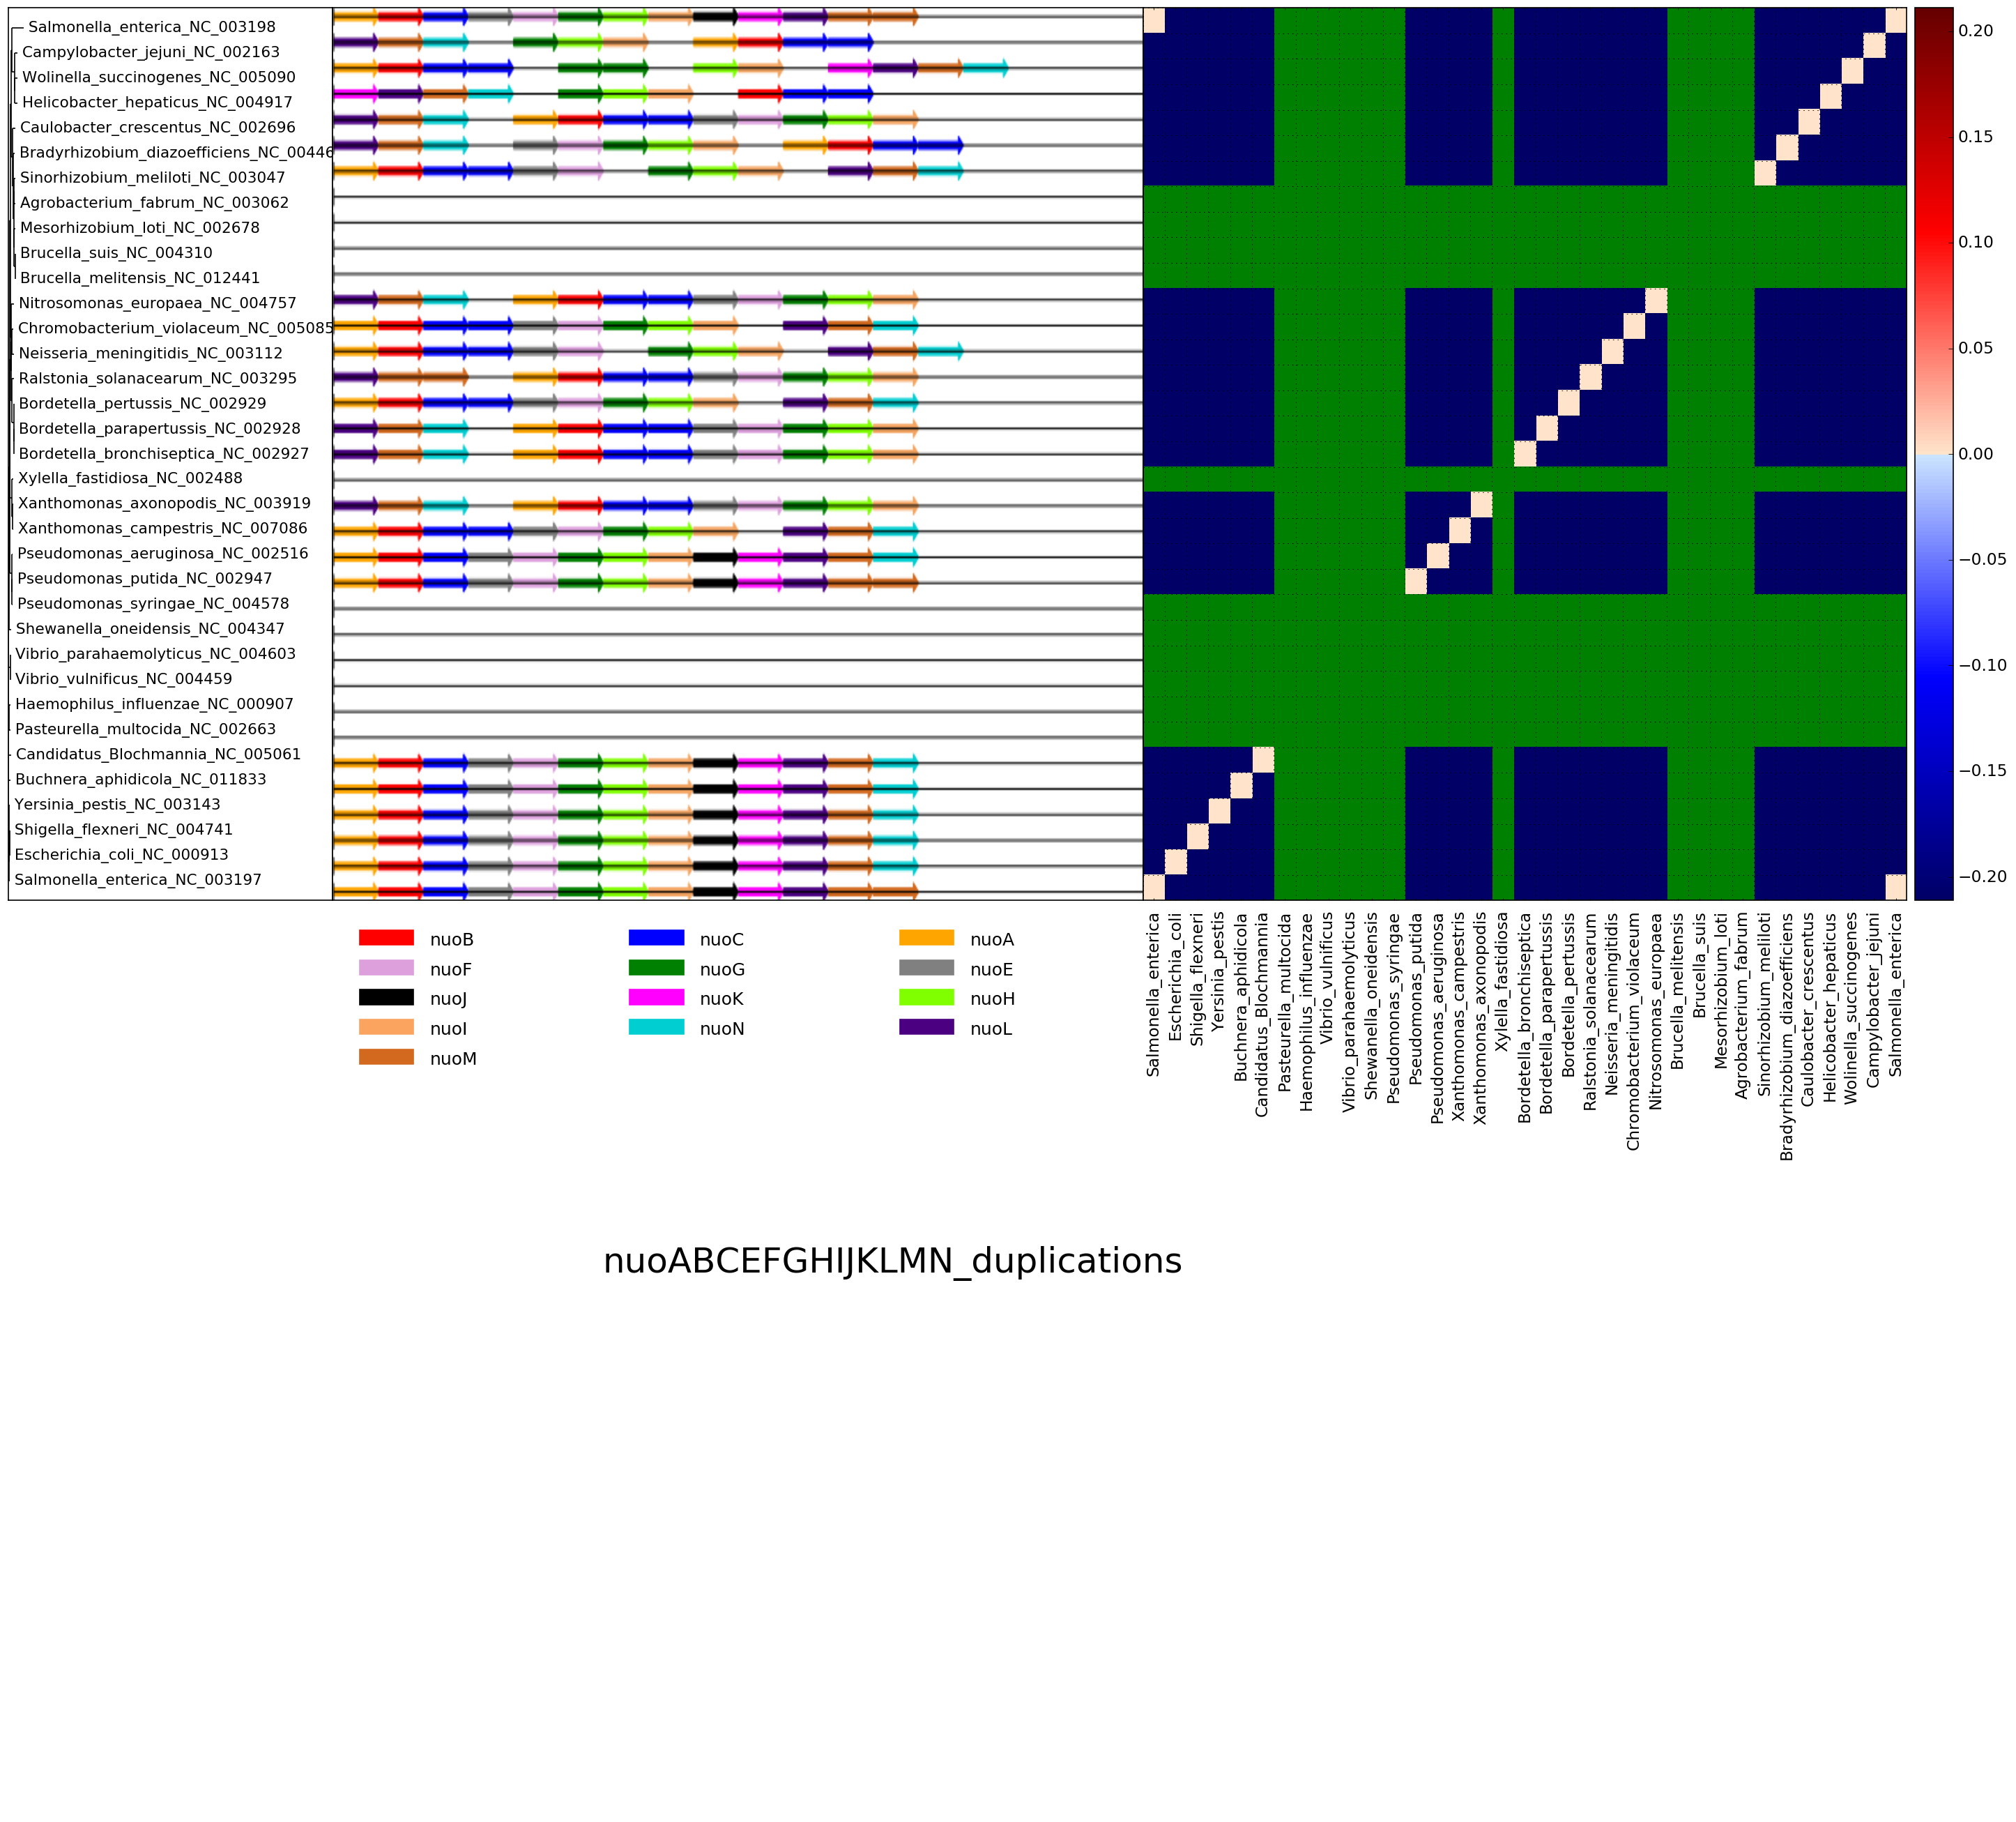 Salmonella_enterica_NC_003198
Campylobacter_jejuni_NC_002163
Wolinella_succinogenes_NC_005090
Helicobacter_hepaticus_NC_004917
Caulobacter_crescentus_NC_002696
Bradyrhizobium_diazoefficiens_NC_00446
Sinorhizobium_meliloti_NC_003047
Agrobacterium_fabrum_NC_003062
Mesorhizobium_loti_NC_002678
Brucella_suis_NC_004310
Brucella_melitensis_NC_012441
Nitrosomonas_europaea_NC_004757
Chromobacterium_violaceum_NC_005085
Neisseria_meningitidis_NC_003112
Ralstonia_solanacearum_NC_003295
Bordetella_pertussis_NC_002929
Bordetella_parapertussis_NC_002928
Bordetella_bronchiseptica_NC_002927
Xylella_fastidiosa_NC_002488
Xanthomonas_axonopodis_NC_003919
Xanthomonas_campestris_NC_007086
Pseudomonas_aeruginosa_NC_002516
Pseudomonas_putida_NC_002947
Pseudomonas_syringae_NC_004578
Shewanella_oneidensis_NC_004347
Vibrio_parahaemolyticus_NC_004603
Vibrio_vulnificus_NC_004459
Haemophilus_influenzae_NC_000907
Pasteurella_multocida_NC_002663
Candidatus_Blochmannia_NC_005061
Buchnera_aphidicola_NC_011833
Yersinia_pestis_NC_003143
Shigella_flexneri_NC_004741
Escherichia_coli_NC_000913
Salmonella_enterica_NC_003197
0.20
0.15
0.10
0.05
0.00
−0.05
−0.10
−0.15
−0.20
Salmonella_enterica
Escherichia_coli
Shigella_flexneri
Yersinia_pestis
Buchnera_aphidicola
Candidatus_Blochmannia
Pasteurella_multocida
Haemophilus_influenzae
Vibrio_vulnificus
Vibrio_parahaemolyticus
Shewanella_oneidensis
Pseudomonas_syringae
Pseudomonas_putida
Pseudomonas_aeruginosa
Xanthomonas_campestris
Xanthomonas_axonopodis
Xylella_fastidiosa
Bordetella_bronchiseptica
Bordetella_parapertussis
Bordetella_pertussis
Ralstonia_solanacearum
Neisseria_meningitidis
Chromobacterium_violaceum
Nitrosomonas_europaea
Brucella_melitensis
Brucella_suis
Mesorhizobium_loti
Agrobacterium_fabrum
Sinorhizobium_meliloti
Bradyrhizobium_diazoefficiens
Caulobacter_crescentus
Helicobacter_hepaticus
Wolinella_succinogenes
Campylobacter_jejuni
Salmonella_enterica
nuoB nuoC nuoA
nuoF nuoG nuoE
nuoJ nuoK nuoH
nuoI nuoN nuoL
nuoM
nuoABCEFGHIJKLMN_duplications